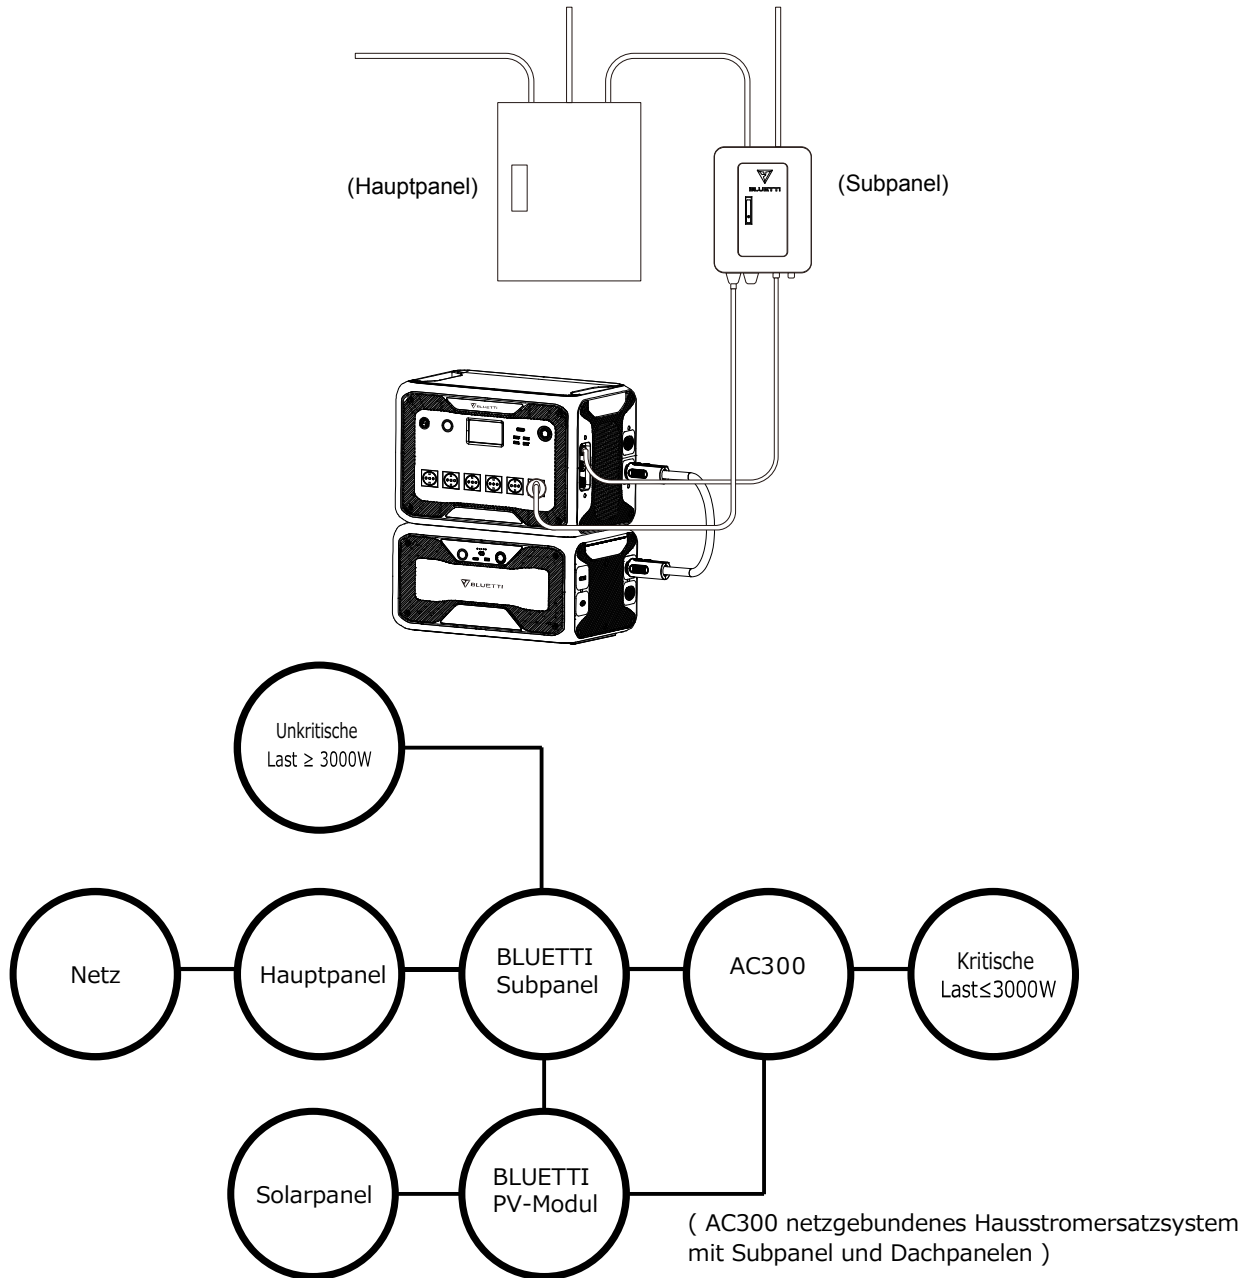 (Hauptpanel)
BLUETTI
(Subpanel)
BLUETTI
BLUETTI
Unkritische
Last ≥ 3000W
Netz
Hauptpanel
BLUETTI
Subpanel
AC300
Kritische
Last≤3000W
Solarpanel
BLUETTI
PV-Modul
( AC300 netzgebundenes Hausstromersatzsystem
mit Subpanel und Dachpanelen )